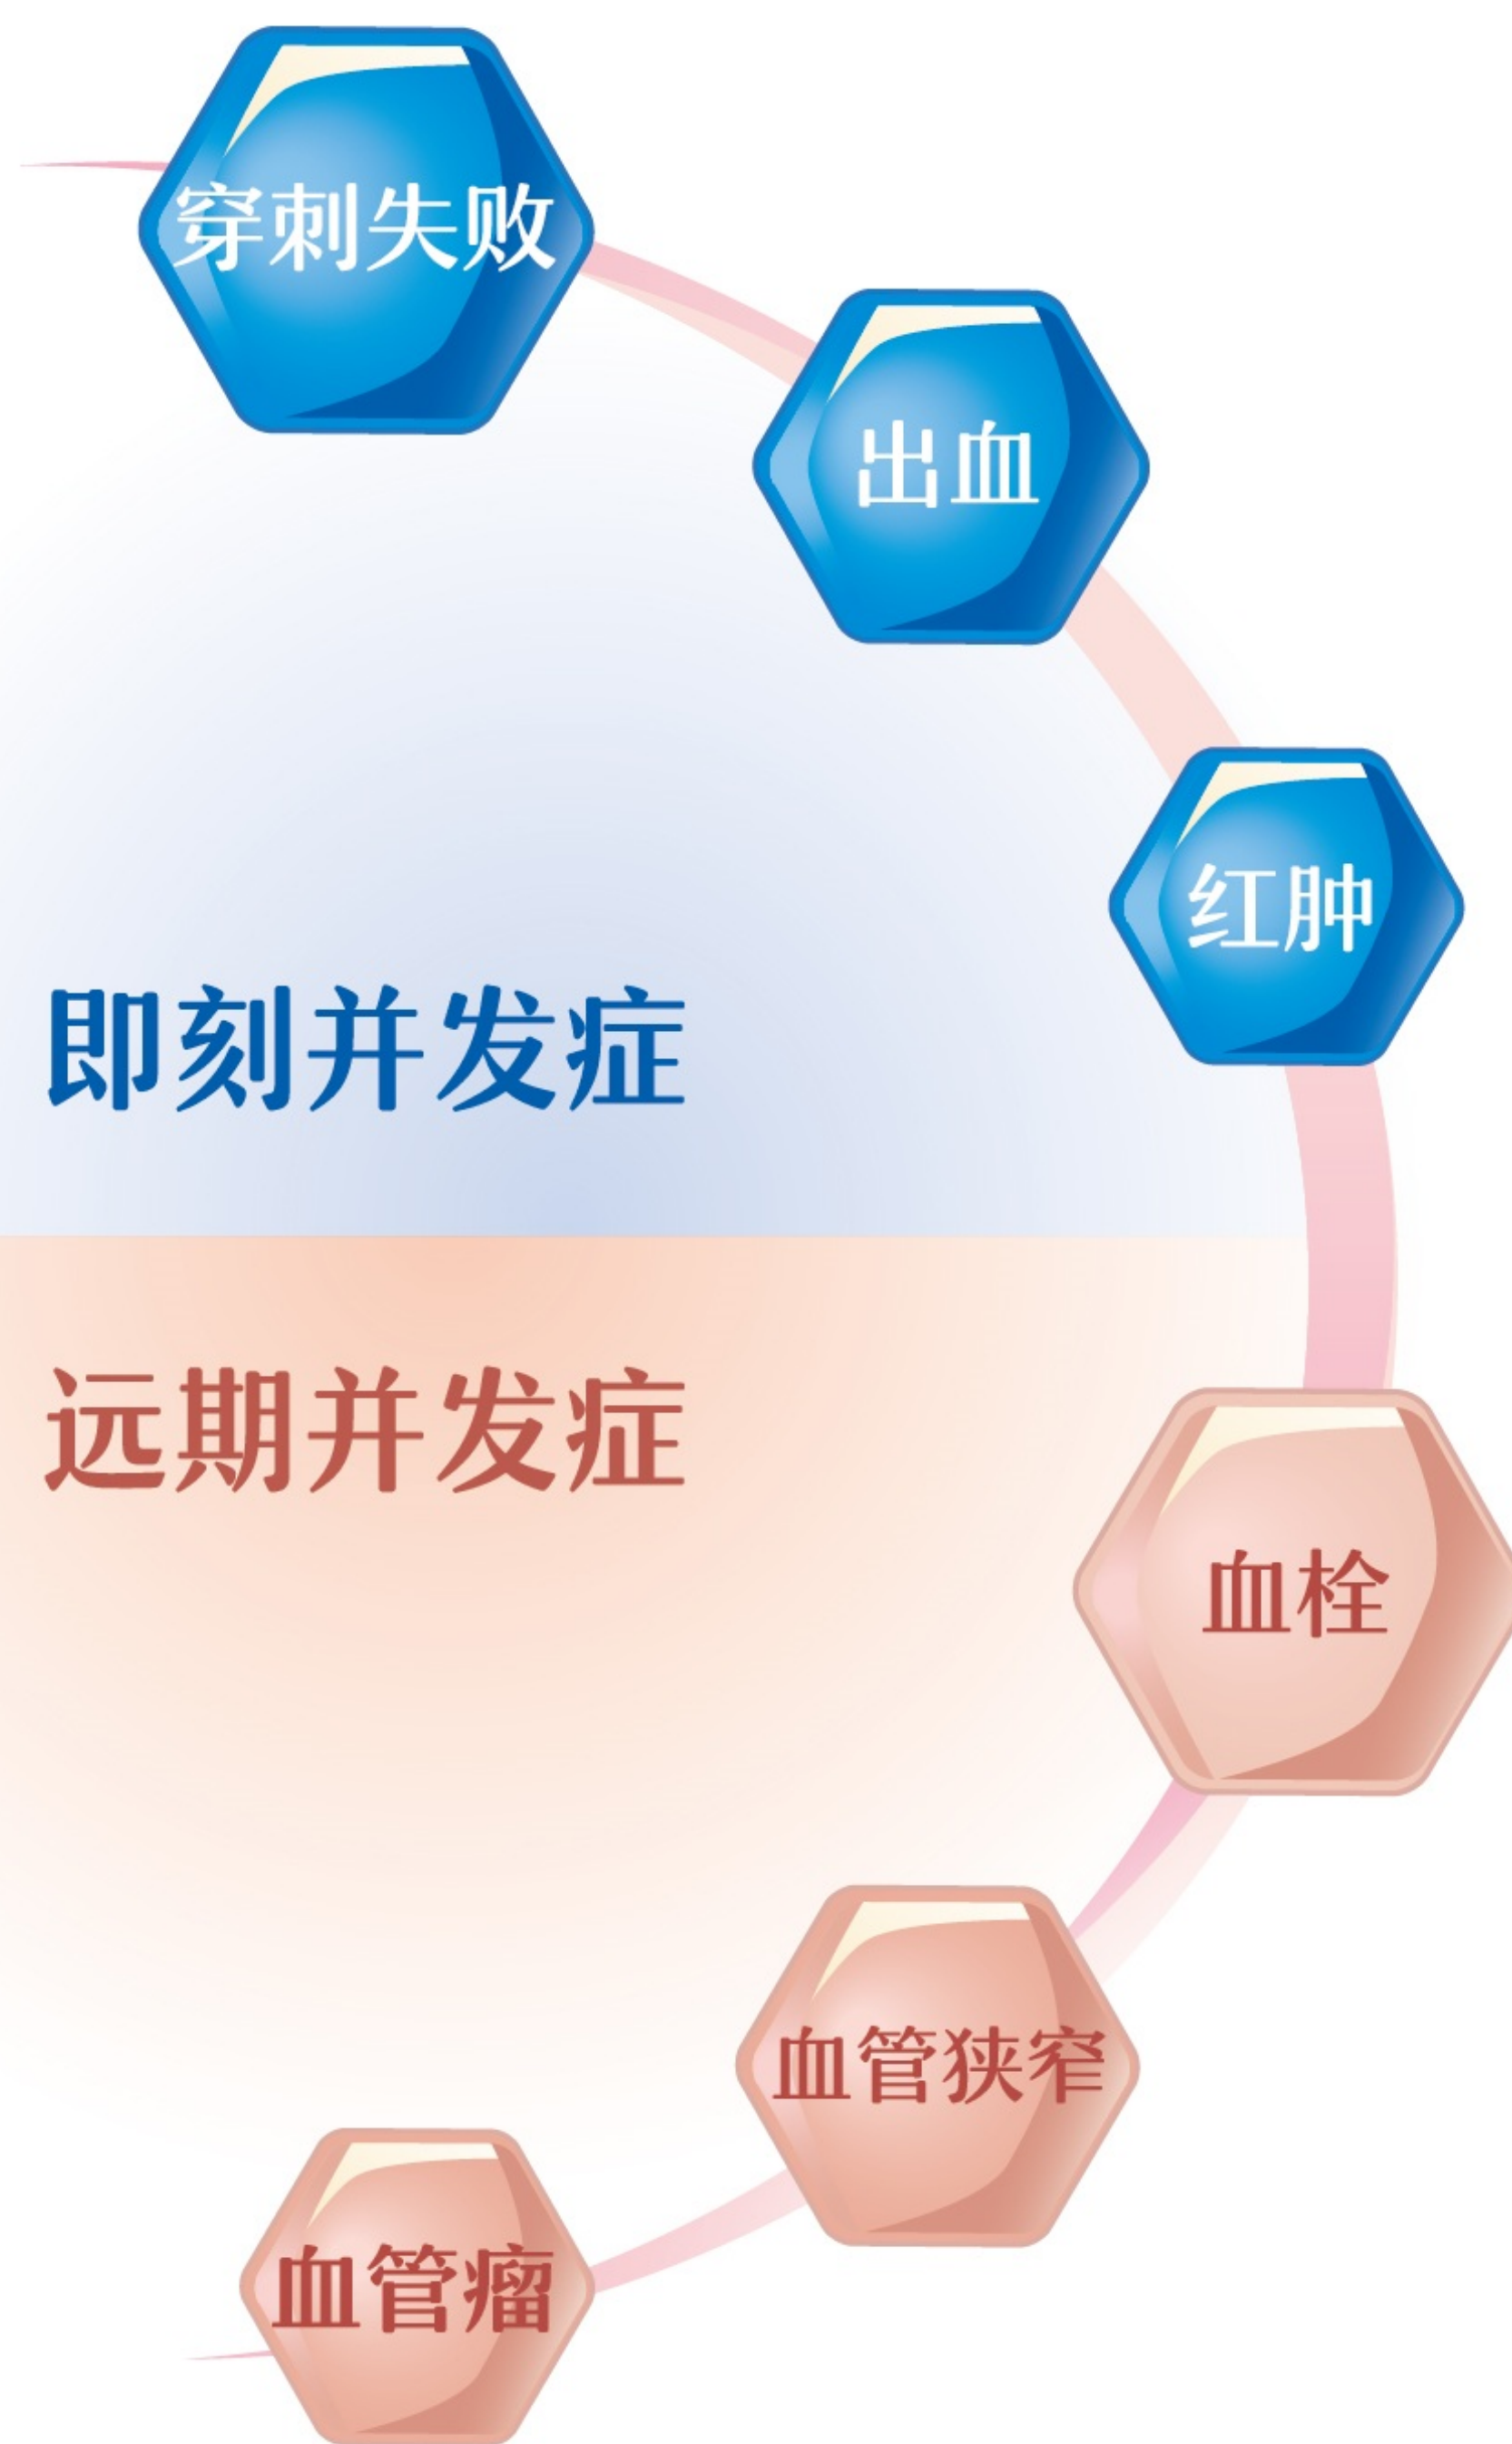 穿刺失败
出血
红肿
即刻并发症
远期并发症
血栓
血管狭窄
血管瘤